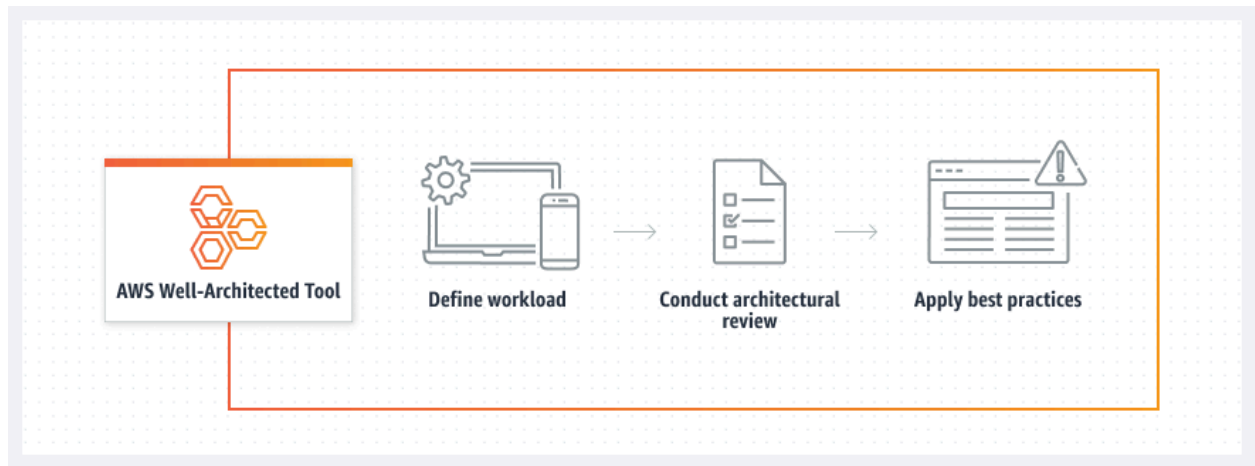 AWS Well-Architected Tool
Define workload
Conduct architectural
review
Apply best practices